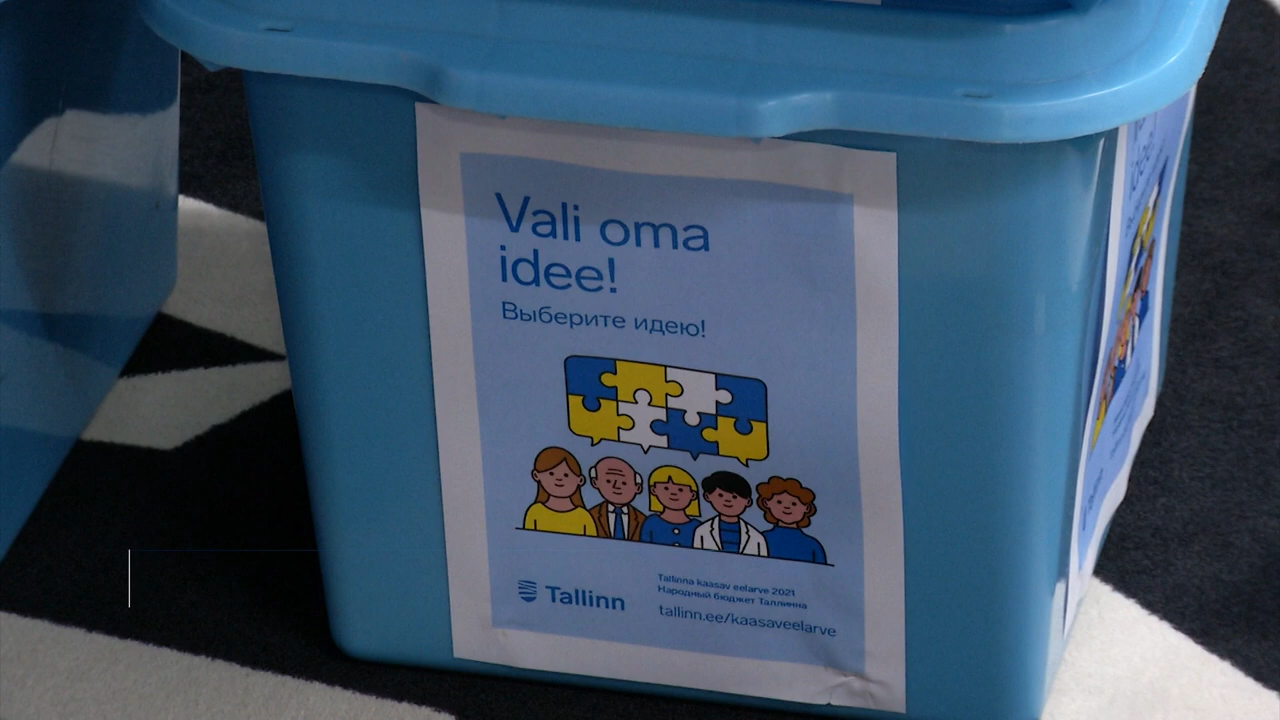 Vali oma
idee!
Выберите идею!
Tallinn
Tallinna kaasav eelarve 2021
Народный бюджет Таллинна
tallinn.ee/kaasaveelarve